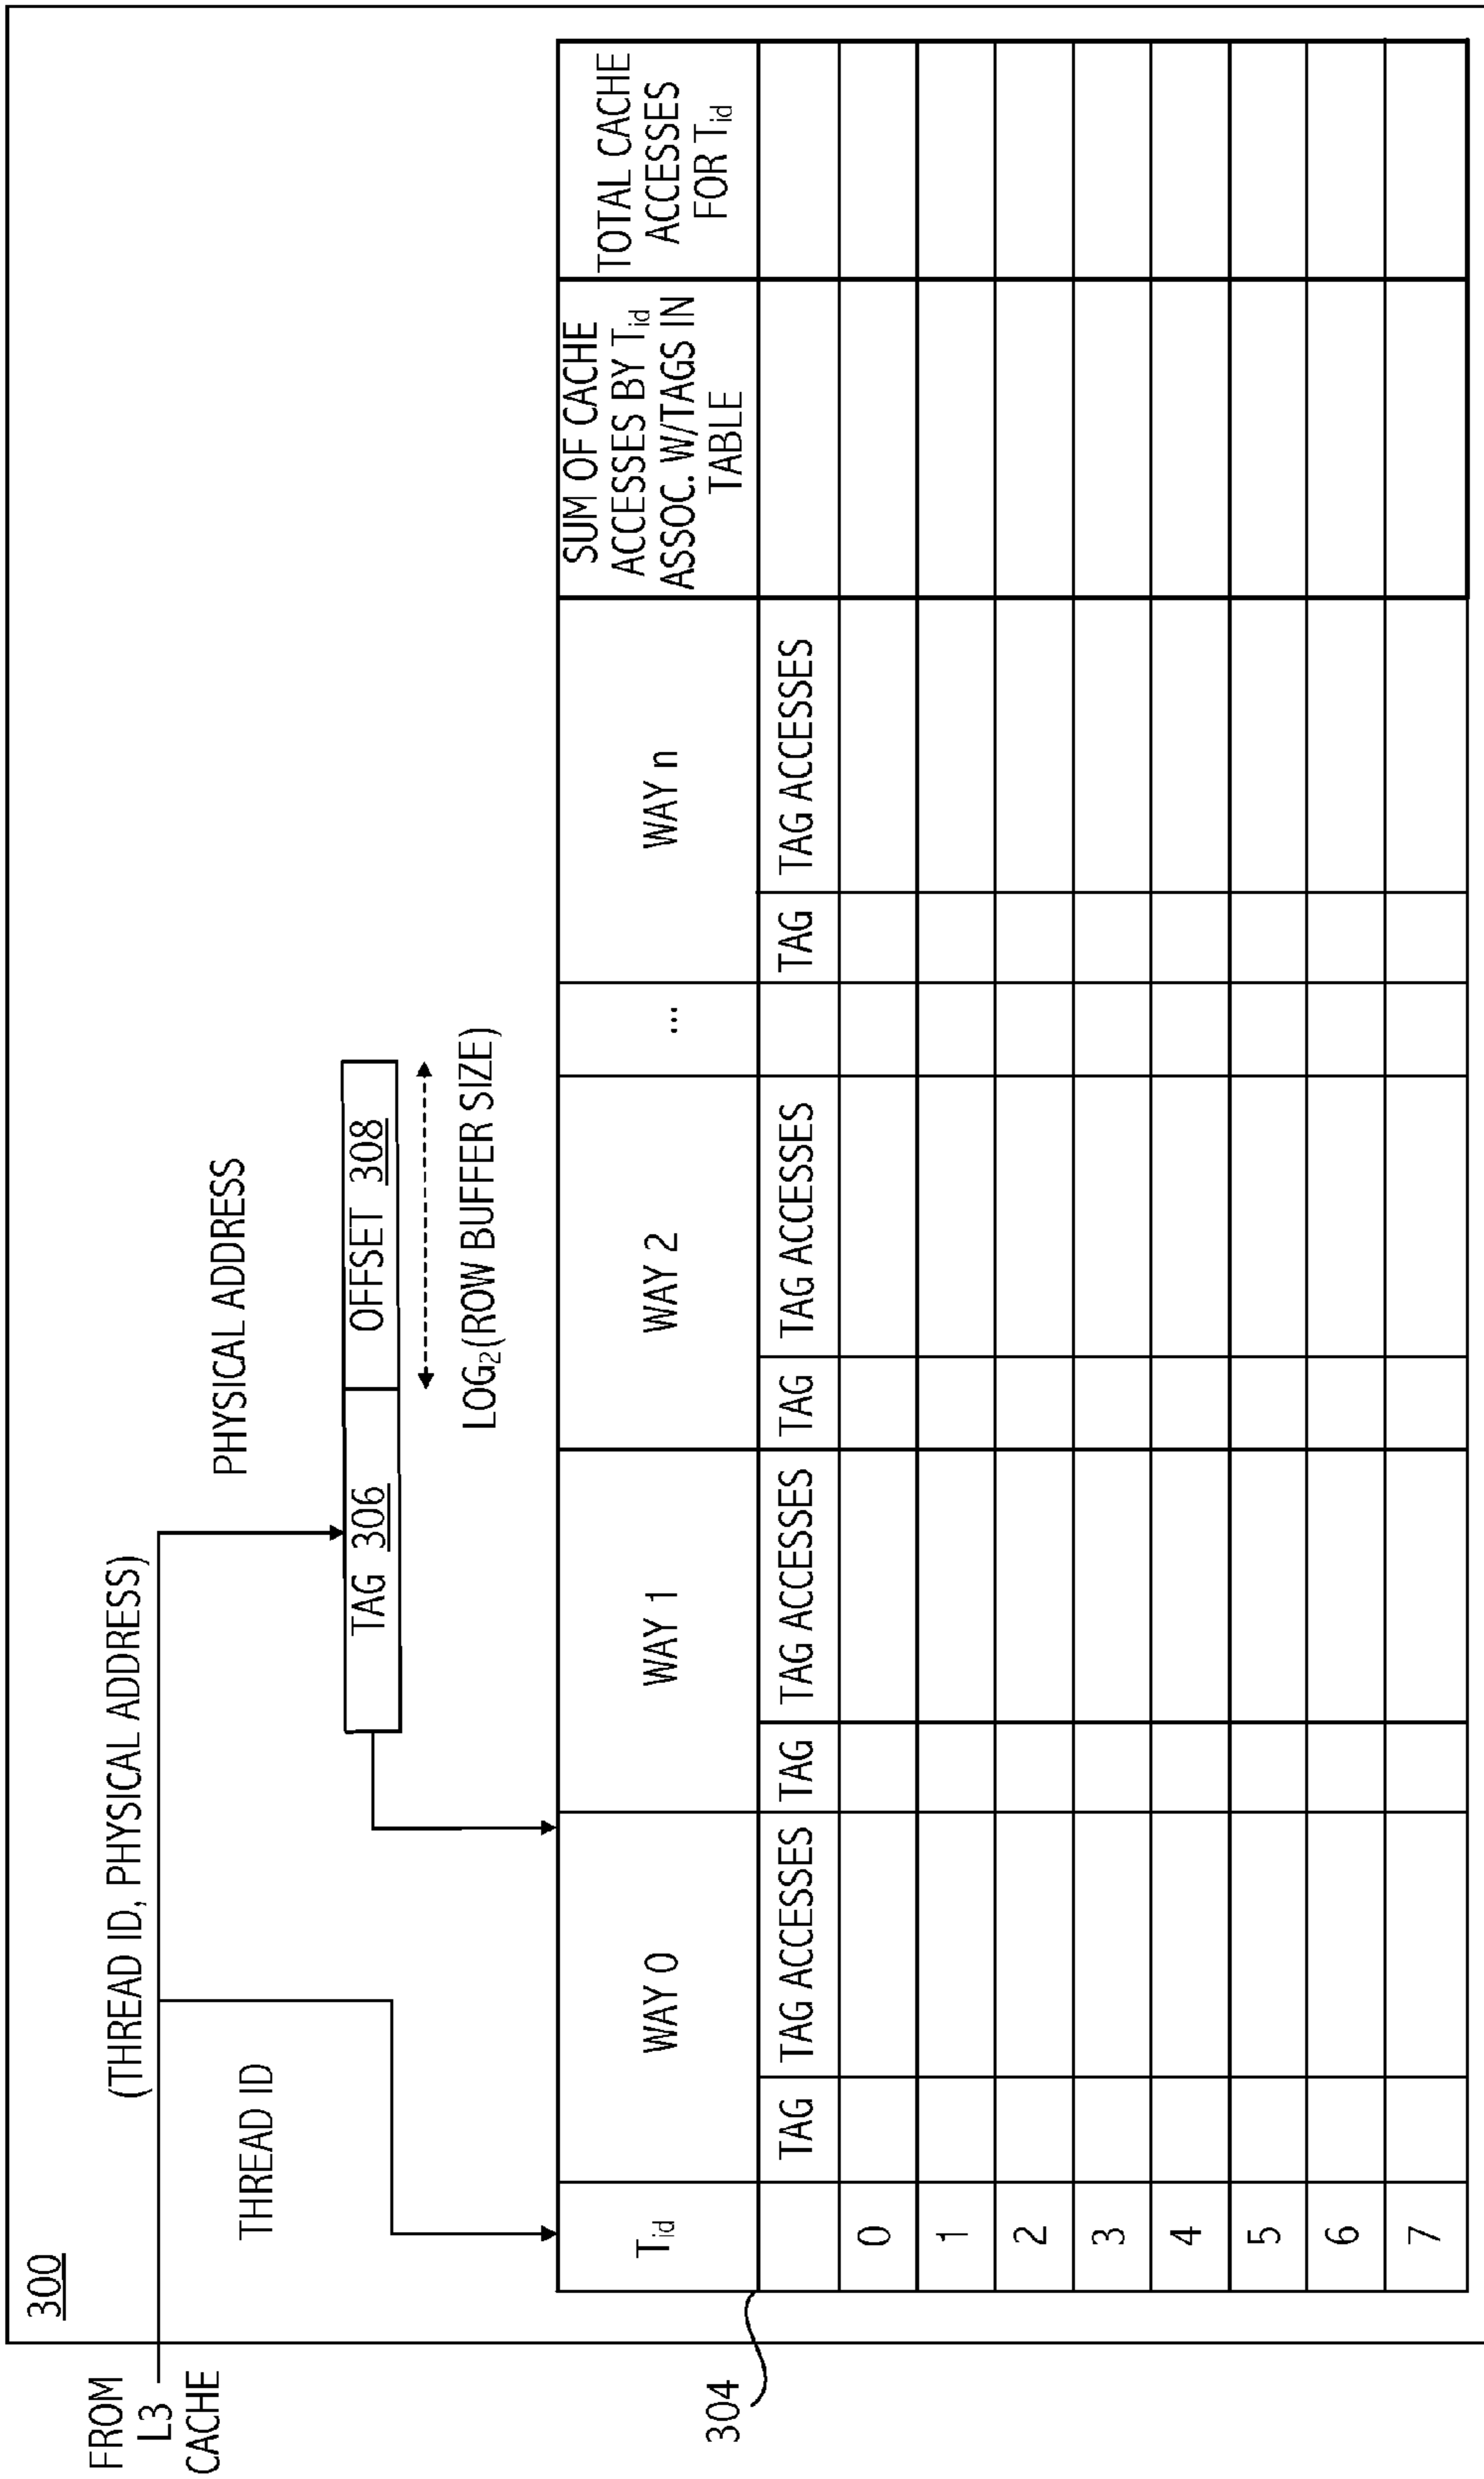 300
FROM
L3
CACHE
(THREAD ID, PHYSICAL ADDRESS)
THREAD ID
PHYSICAL ADDRESS
TAG 306
OFFSET 308
LOG₂(ROW BUFFER SIZE)
304
Tid
WAY 0
WAY 1
WAY 2
...
WAY n
SUM OF CACHE
ACCESSES BY Tid
ASSOC. W/TAGS IN
TABLE
TOTAL CACHE
ACCESSES
FOR Tid
TAG TAG ACCESSES TAG TAG ACCESSES TAG TAG ACCESSES TAG TAG ACCESSES
0
1
2
3
4
5
6
7